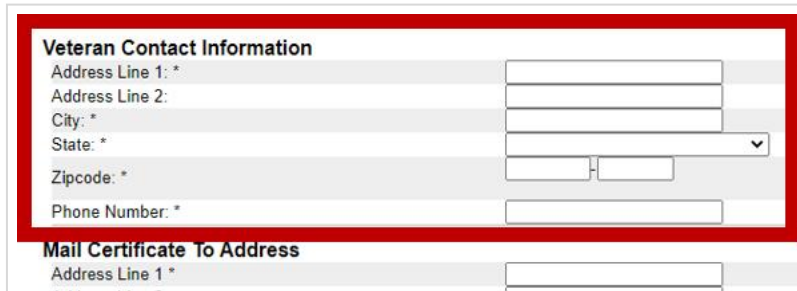 Veteran Contact Information
Address Line 1: *
Address Line 2:
City: *
State: *
Zipcode: * -
Phone Number: *
Mail Certificate To Address
Address Line 1 *